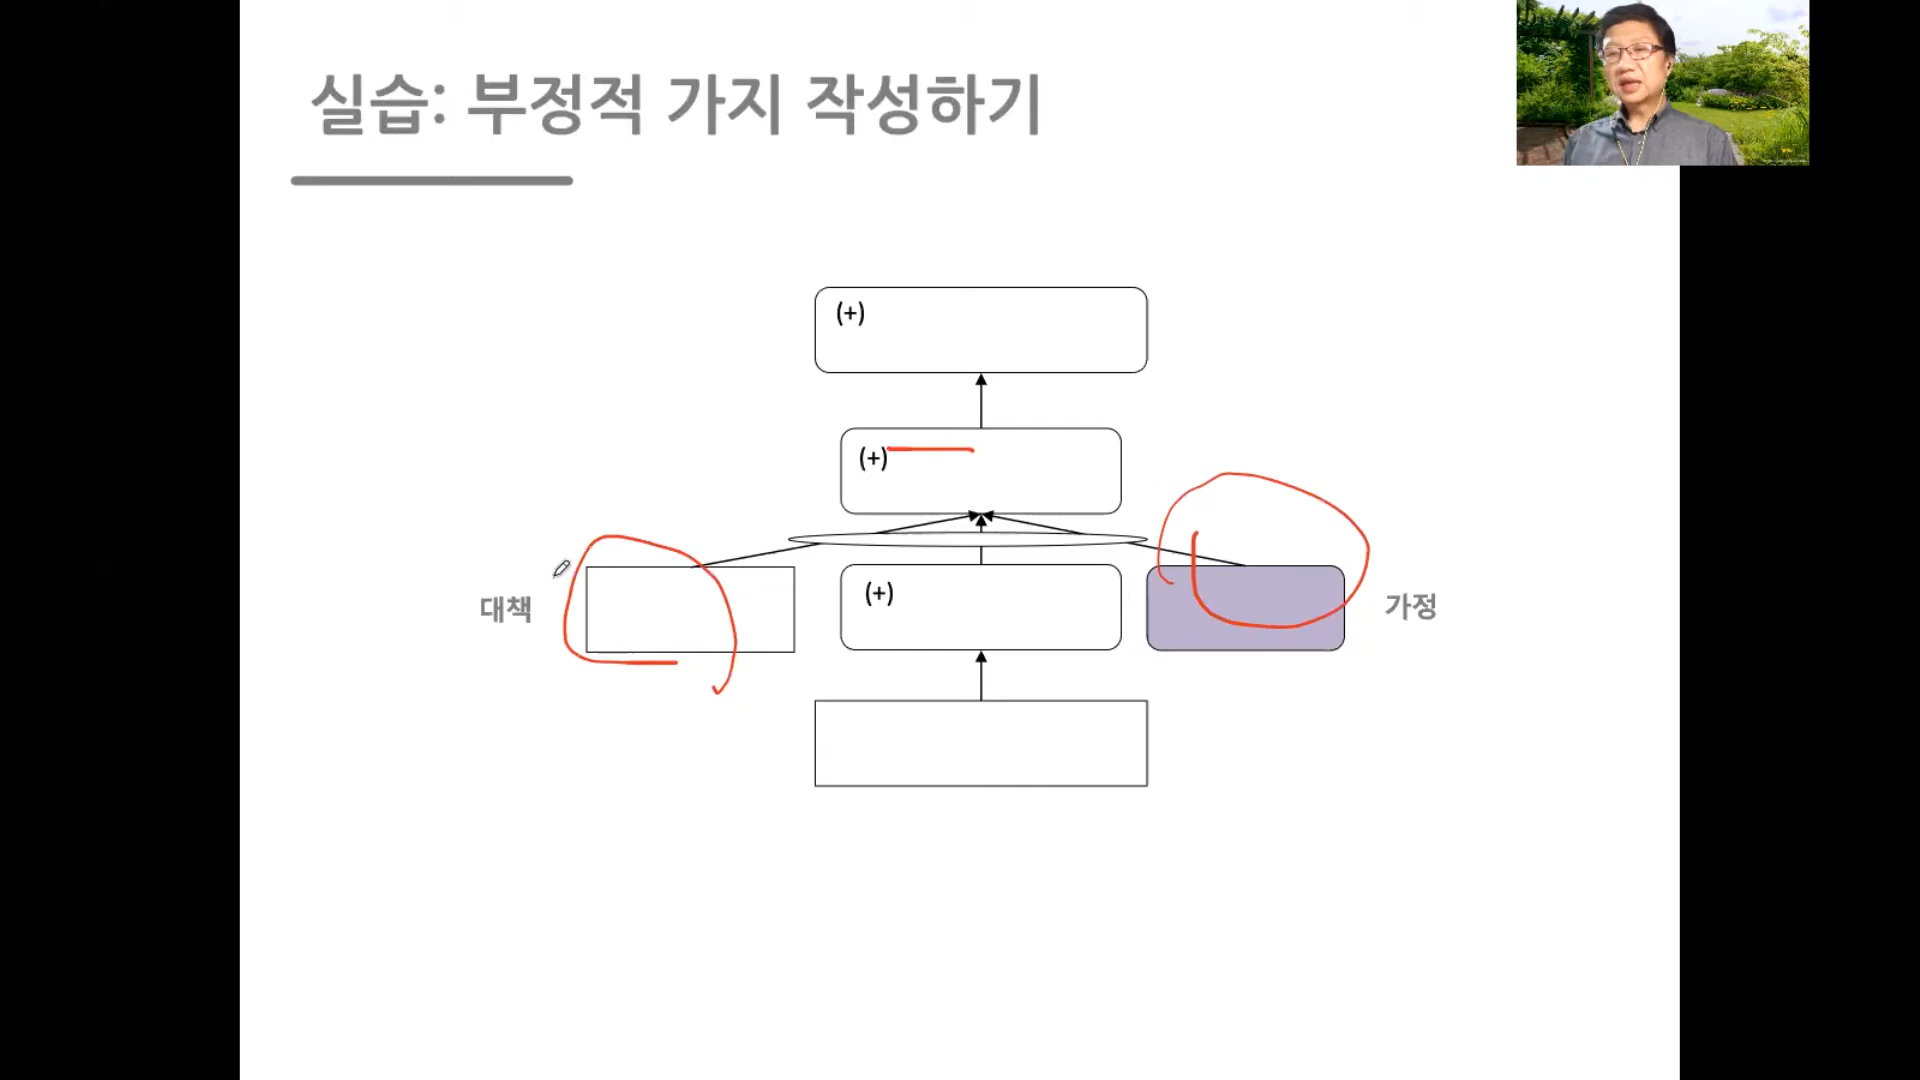 실습: 부정적 가지 작성하기
(+)
(+)
대책
(+)
가정